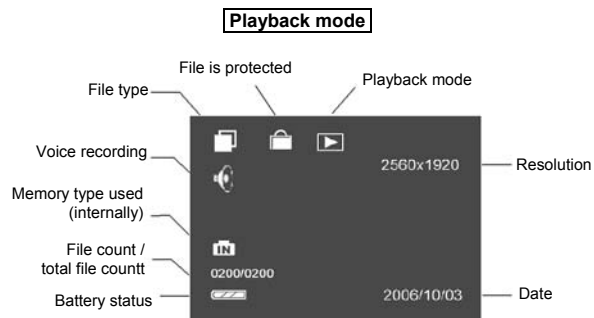 Playback mode
File is protected
Playback mode
File type
2560x1920
Resolution
Voice recording
Memory type used
(internally)
IN
File count /
total file countt
0200/0200
Battery status
2006/10/03
Date